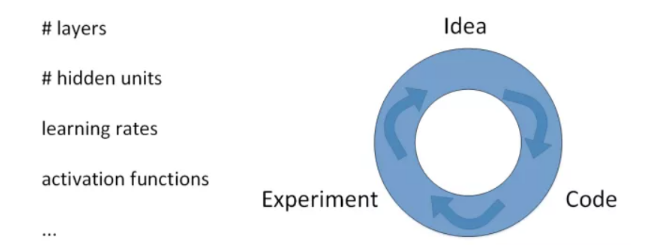 # layers
# hidden units
learning rates
activation functions
...
Idea
Experiment
Code